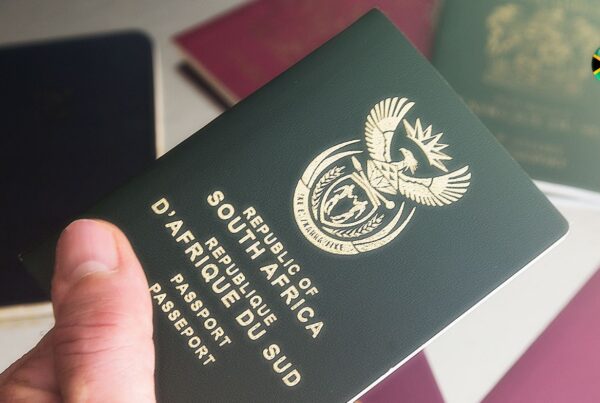 REPUBLIC OF
SOUTH AFRICA
REPUBLIQUE
D'AFRIQUE DU SUD
PASSPORT
PASSEPORT